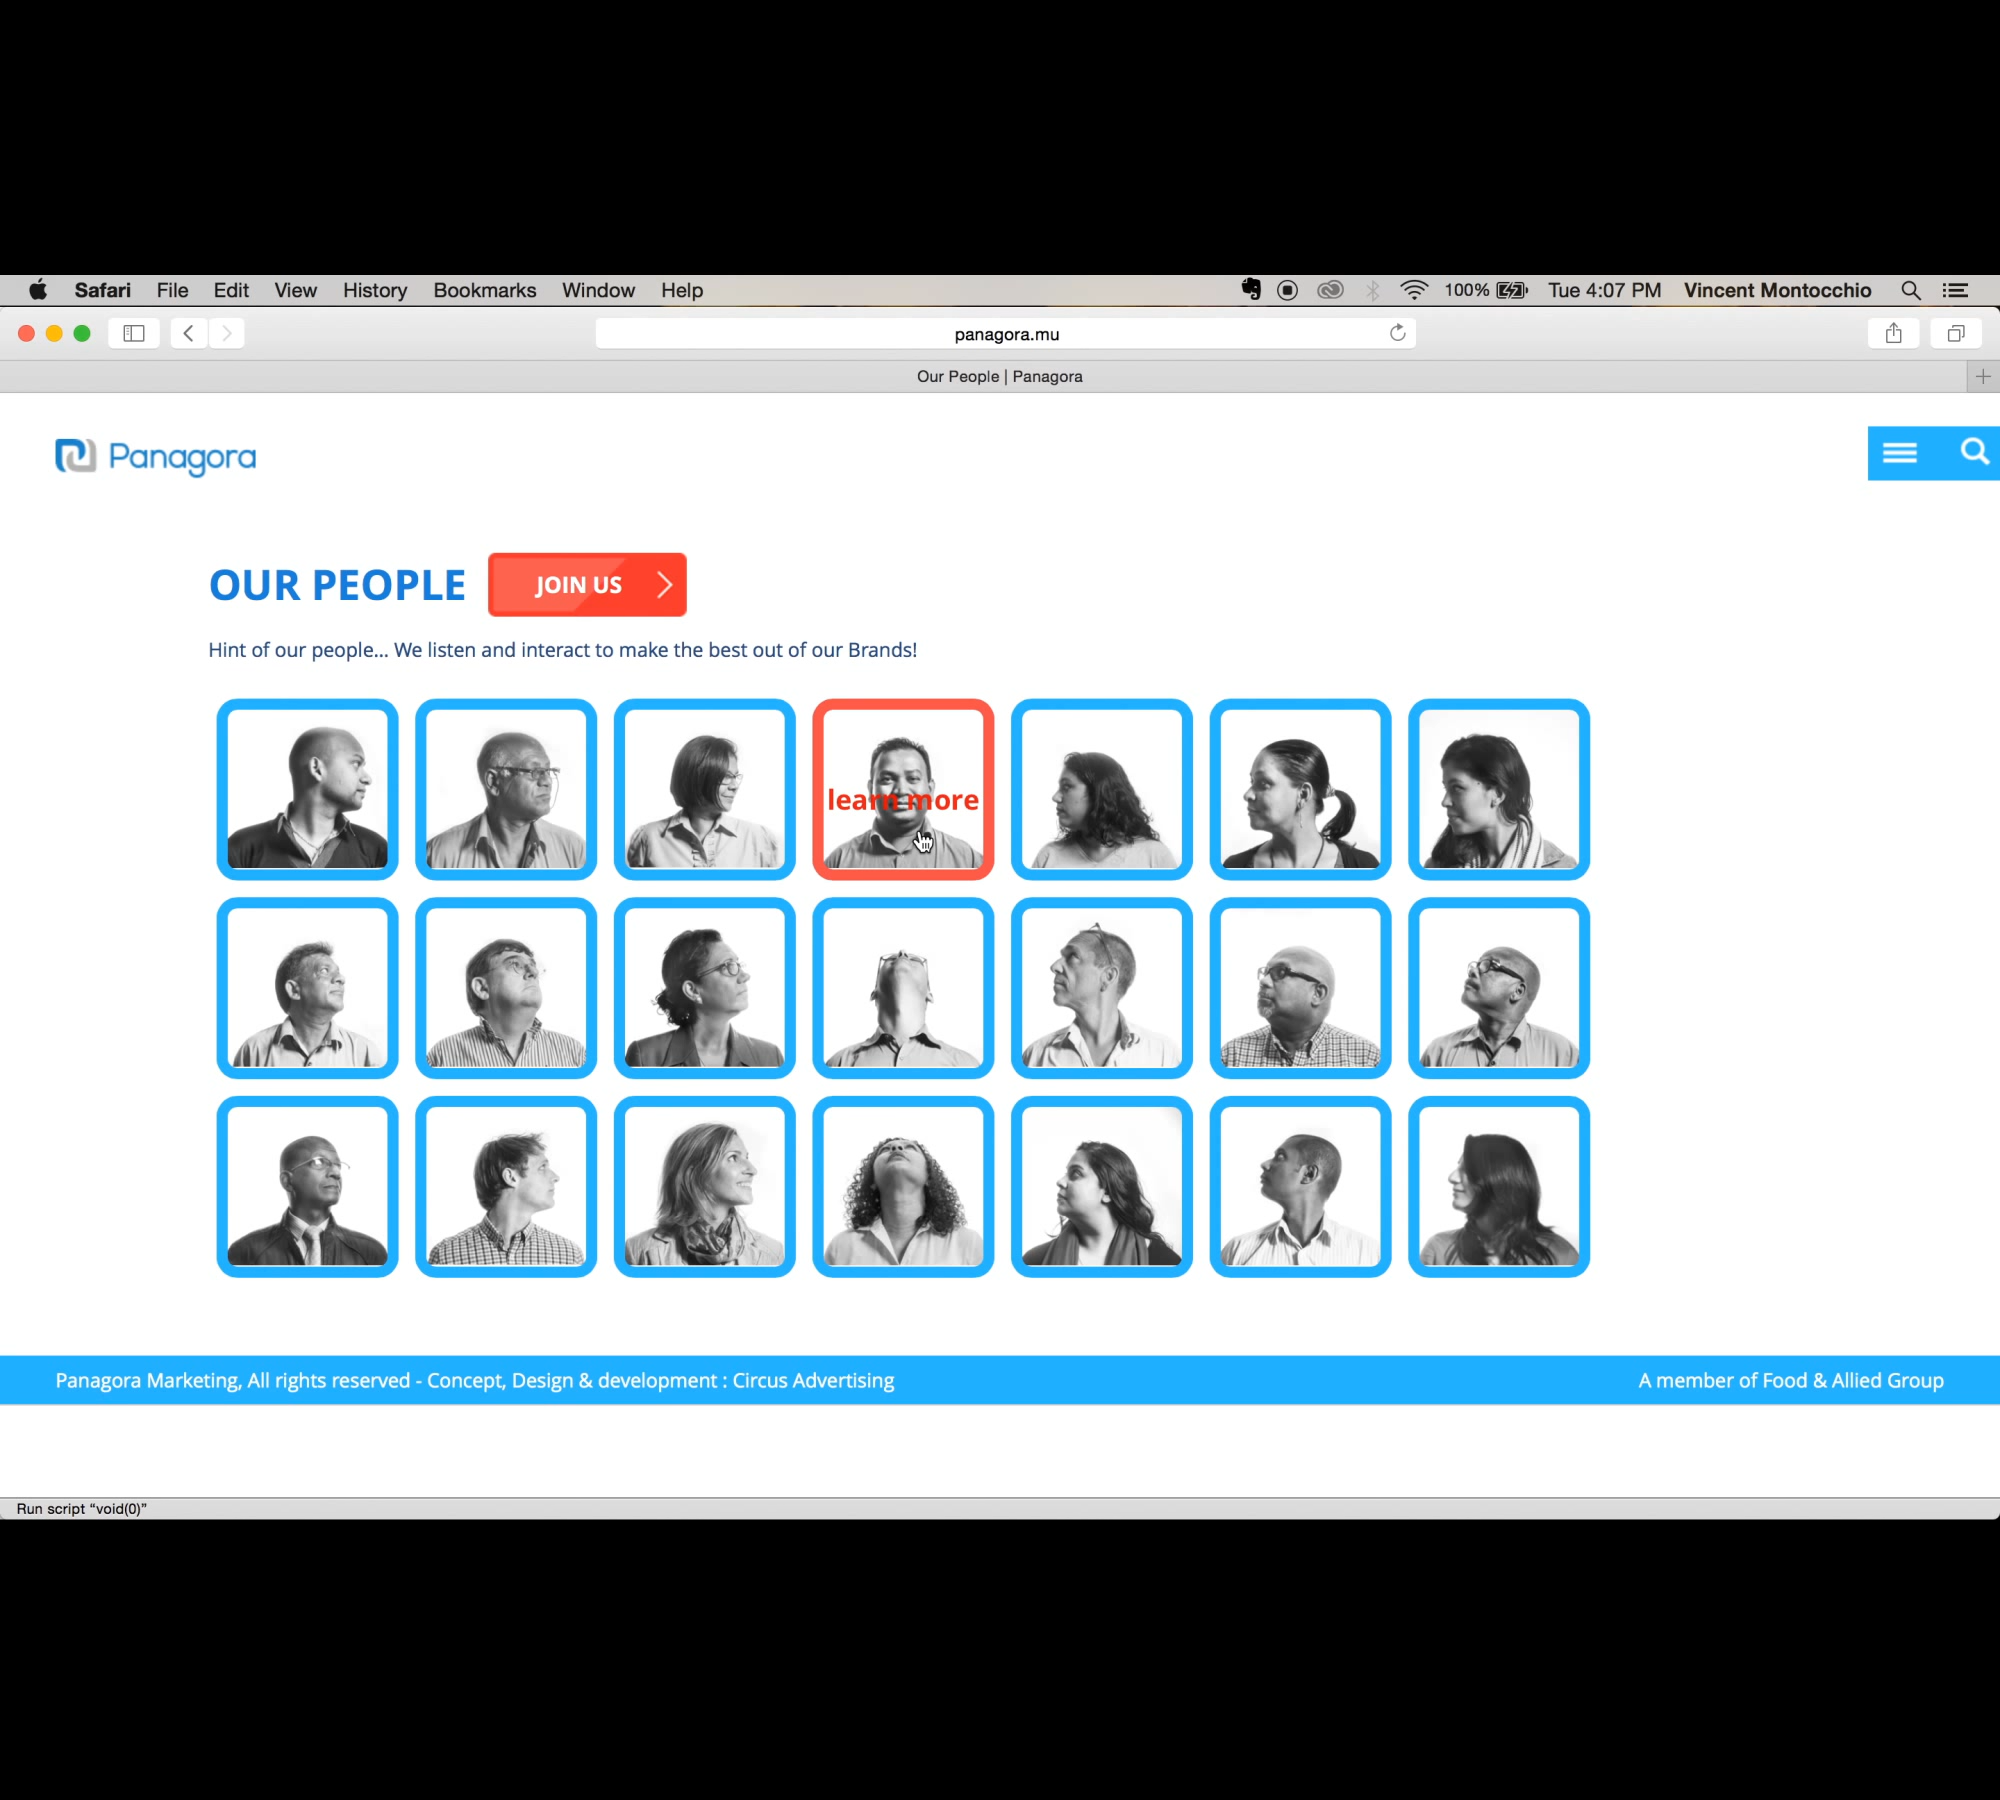 Safari File Edit View History Bookmarks Window Help 100% Tue 4:07 PM Vincent Montocchio
panagora.mu
Our People | Panagora
Panagora
OUR PEOPLE JOIN US
Hint of our people... We listen and interact to make the best out of our Brands!
learn more
Panagora Marketing, All rights reserved - Concept, Design & development : Circus Advertising A member of Food & Allied Group
Run script “void(0)”